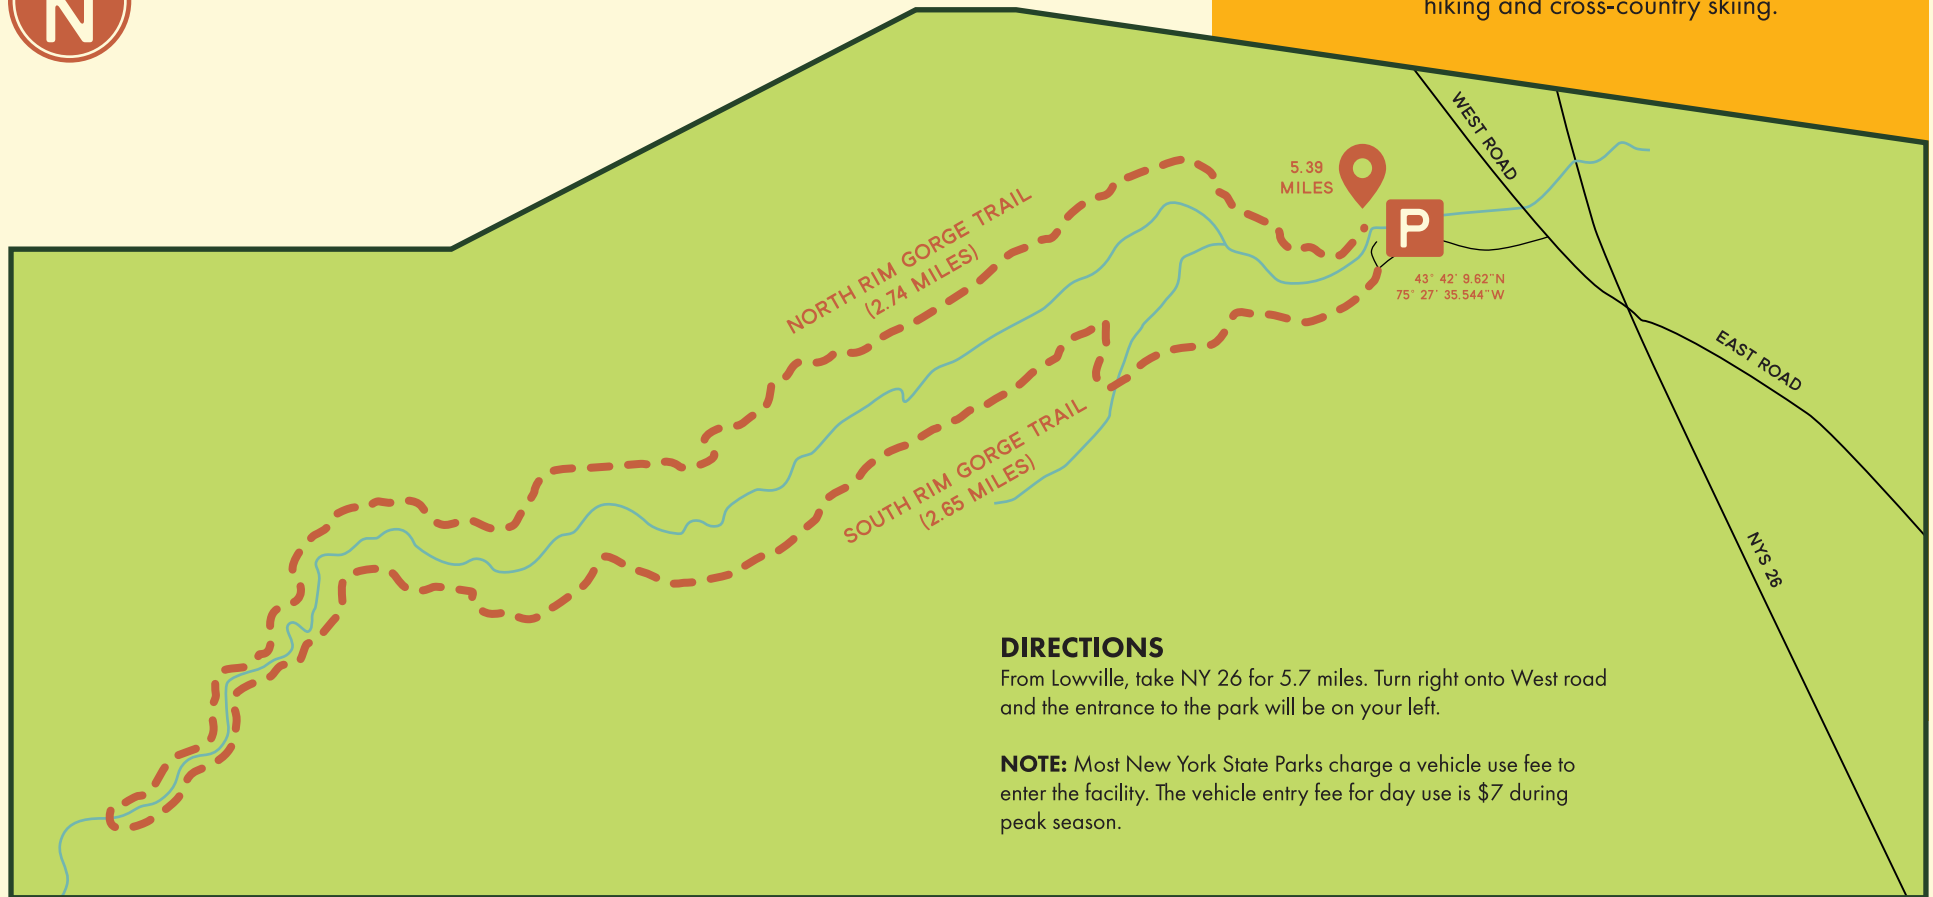 N
hiking and cross-country skiing.
WEST ROAD
5.39
MILES
P
NORTH RIM GORGE TRAIL
(2.74 MILES)
43° 42' 9.62"N
75° 27' 35.544"W
EAST ROAD
SOUTH RIM GORGE TRAIL
(2.65 MILES)
NYS 26
DIRECTIONS
From Lowville, take NY 26 for 5.7 miles. Turn right onto West road
and the entrance to the park will be on your left.
NOTE: Most New York State Parks charge a vehicle use fee to
enter the facility. The vehicle entry fee for day use is $7 during
peak season.